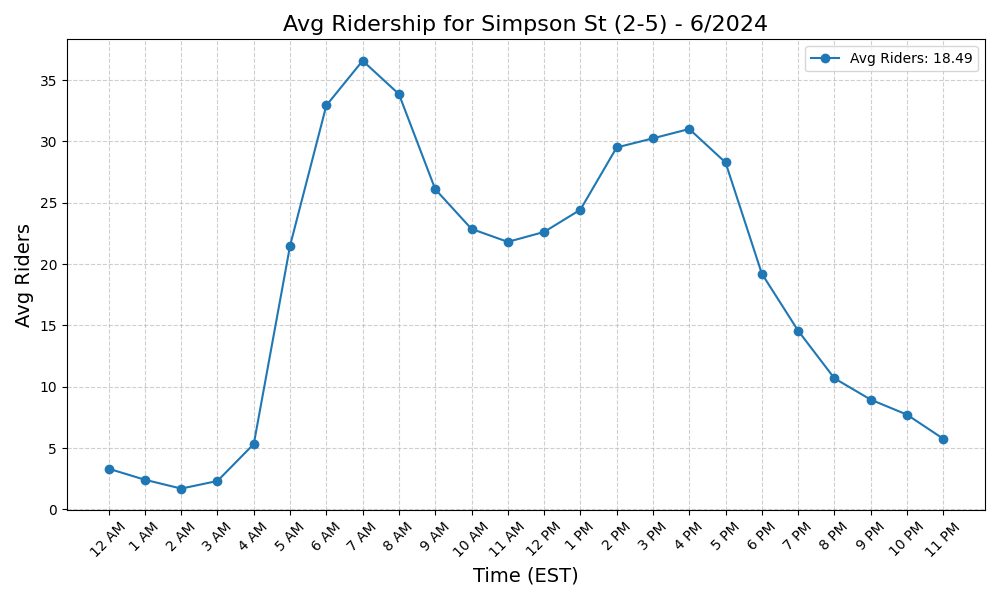 Avg Ridership for Simpson St (2-5) - 6/2024
Avg Riders: 18.49
Avg Riders
35
30
25
20
15
10
5
0
12 AM
1 AM
2 AM
3 AM
4 AM
5 AM
6 AM
7 AM
8 AM
9 AM
10 AM
11 AM
12 PM
1 PM
2 PM
3 PM
4 PM
5 PM
6 PM
7 PM
8 PM
9 PM
10 PM
11 PM
Time (EST)